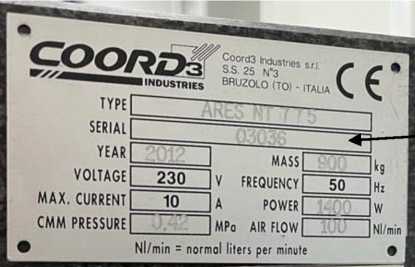 COORD3
INDUSTRIES
Coord3 Industries s.r.l.
S.S. 25 N°3
BRUZOLO (TO) - ITALIA
CE
TYPE ARES NT 775
SERIAL 03036
YEAR 2012
MASS 900 kg
VOLTAGE 230 V
FREQUENCY 50 Hz
MAX. CURRENT 10 A
POWER 1400 W
CMM PRESSURE 0,42 MPa
AIR FLOW 100 Nl/min
Nl/min = normal liters per minute